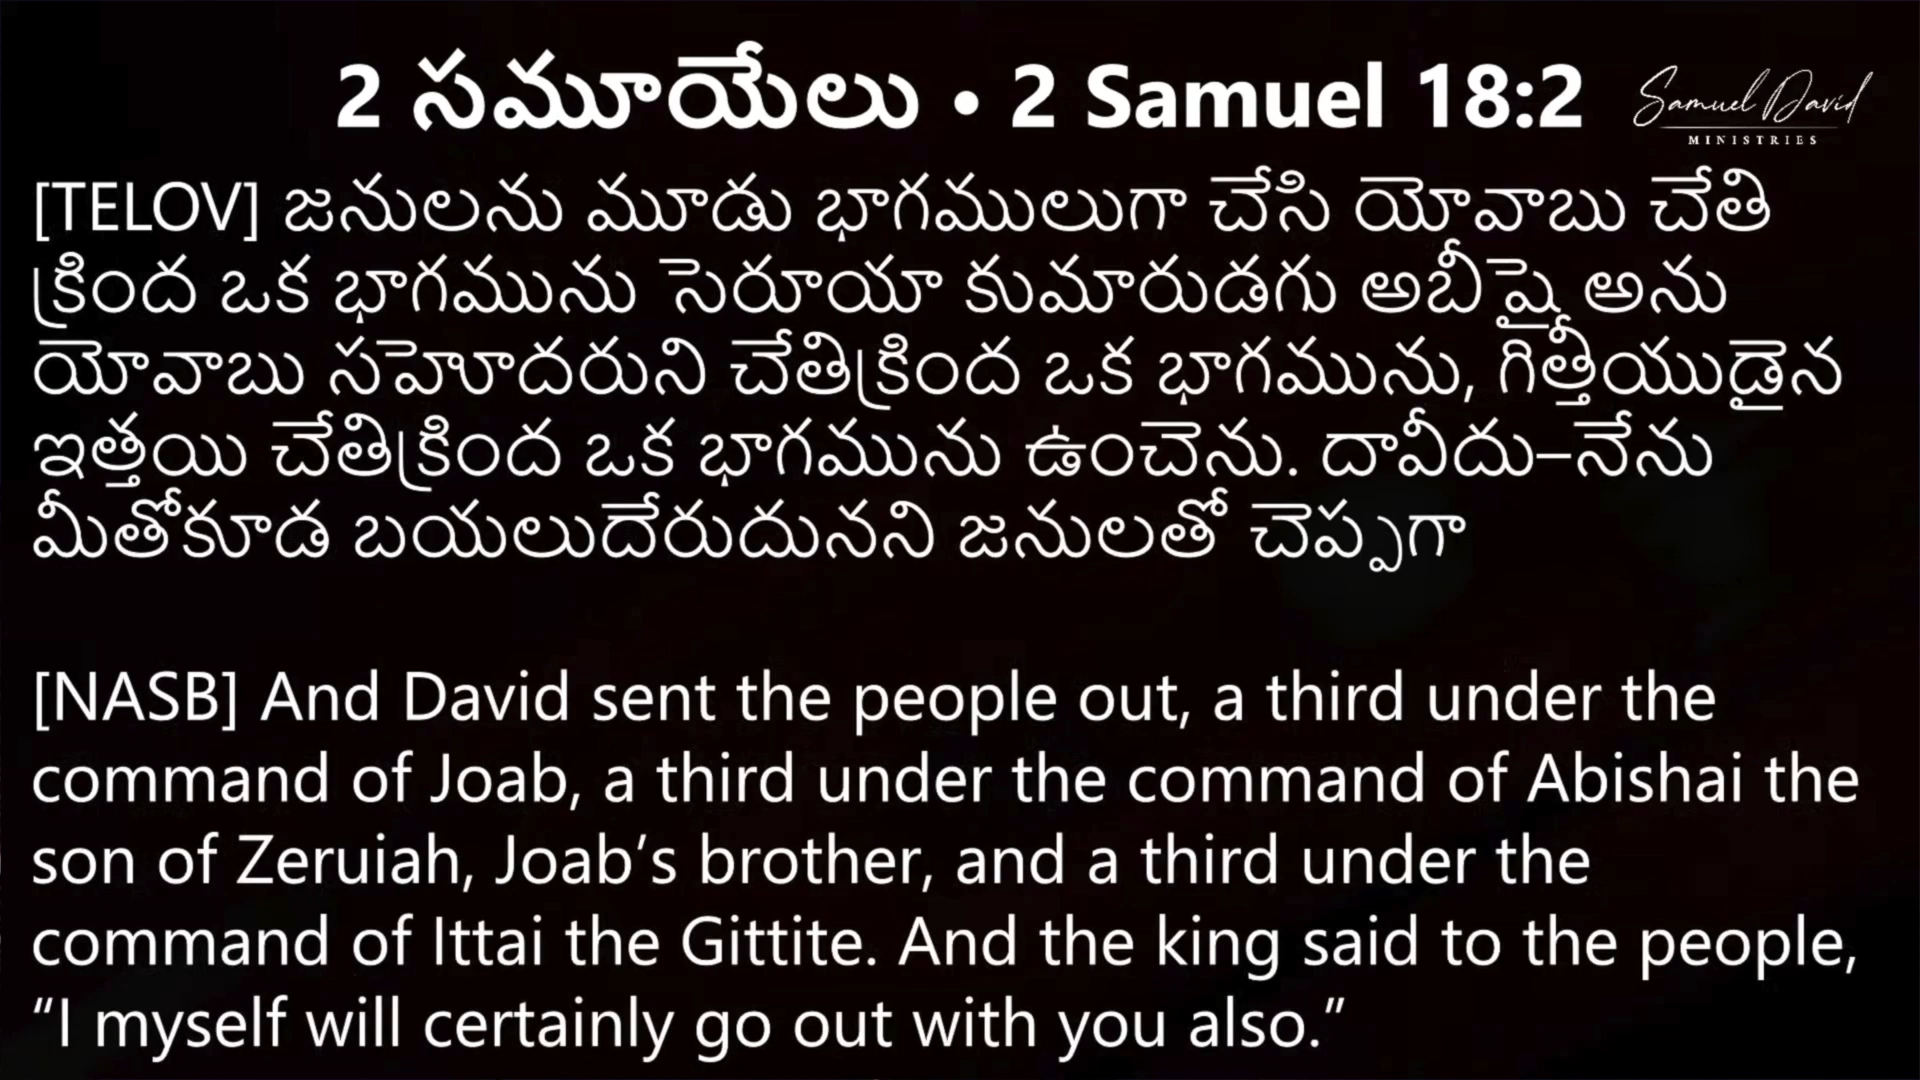 2 సమూయేలు • 2 Samuel 18:2
Samuel David
MINISTRIES
[TELOV] జనులను మూడు భాగములుగా చేసి యోవాబు చేతి
క్రింద ఒక భాగమును సెరూయా కుమారుడగు అబీషై అను
యోవాబు సహెూదరుని చేతిక్రింద ఒక భాగమును, గిత్తీయుడైన
ఇత్తయి చేతిక్రింద ఒక భాగమును ఉంచెను. దావీదు–నేను
మీతోకూడ బయలుదేరుదునని జనులతో చెప్పగా
[NASB] And David sent the people out, a third under the
command of Joab, a third under the command of Abishai the
son of Zeruiah, Joab’s brother, and a third under the
command of Ittai the Gittite. And the king said to the people,
“I myself will certainly go out with you also.”